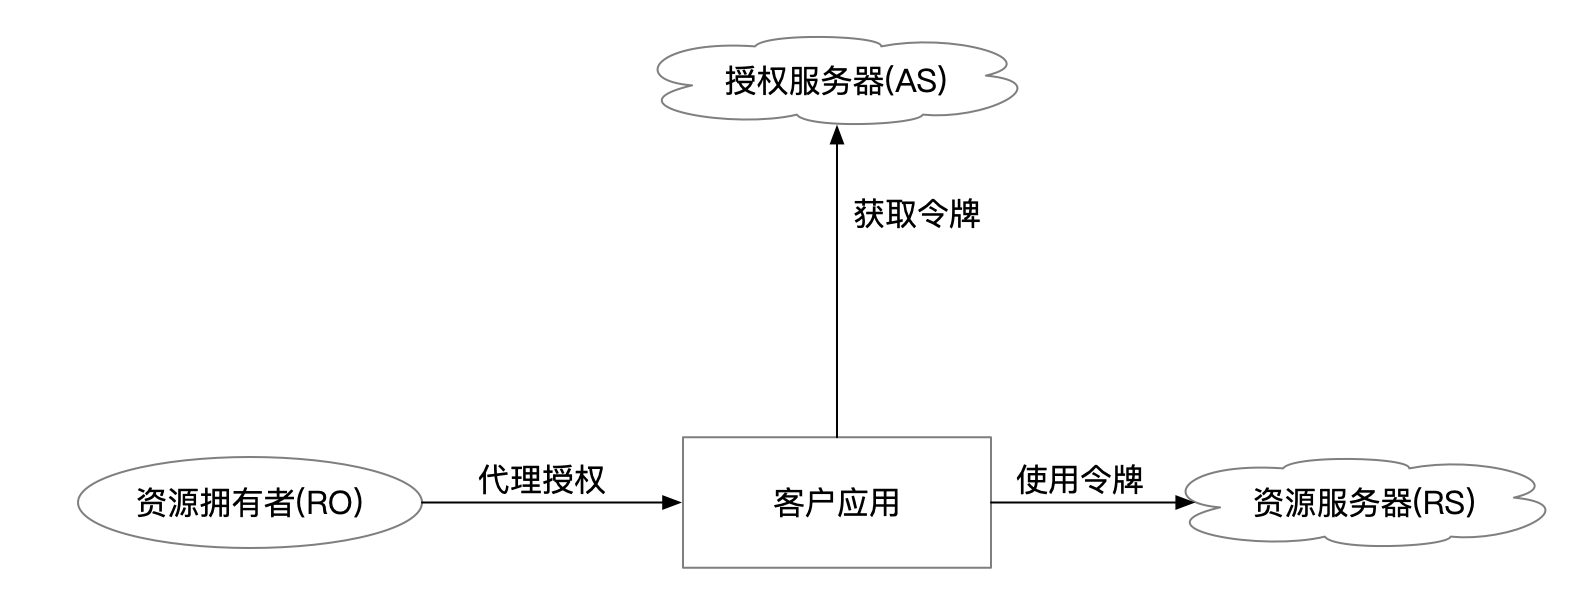 授权服务器(AS)
获取令牌
代理授权
使用令牌
资源拥有者(RO)
客户应用
资源服务器(RS)